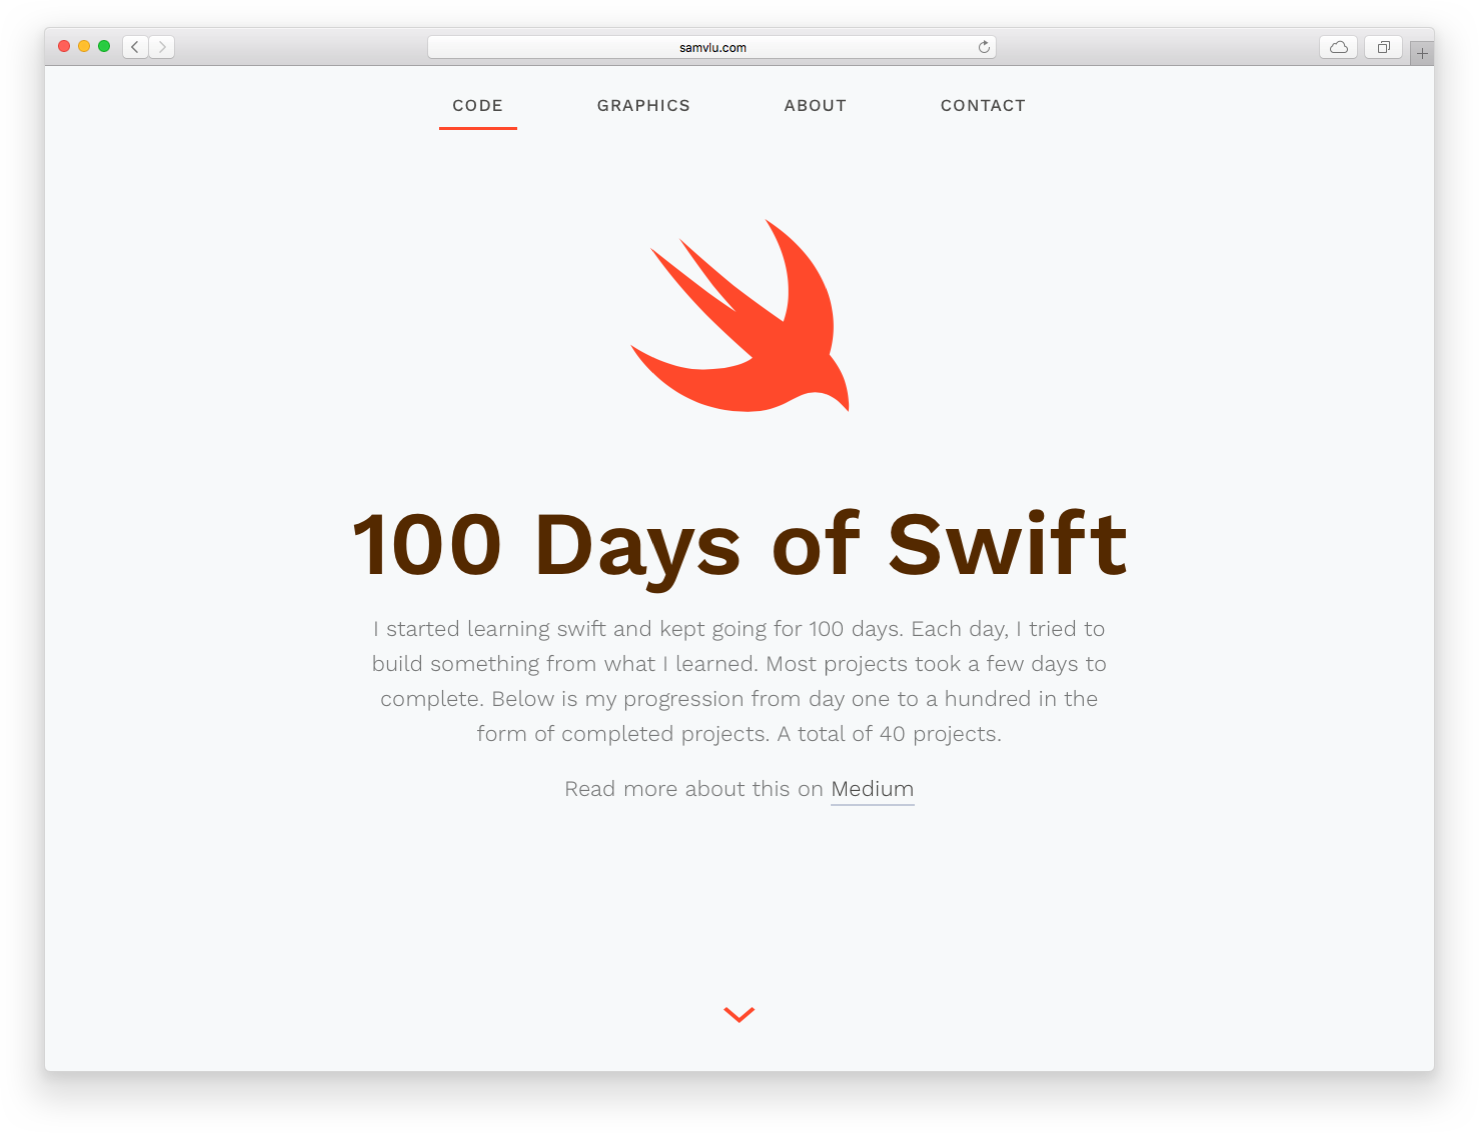 samvlu.com
CODE GRAPHICS ABOUT CONTACT
100 Days of Swift
I started learning swift and kept going for 100 days. Each day, I tried to
build something from what I learned. Most projects took a few days to
complete. Below is my progression from day one to a hundred in the
form of completed projects. A total of 40 projects.
Read more about this on Medium